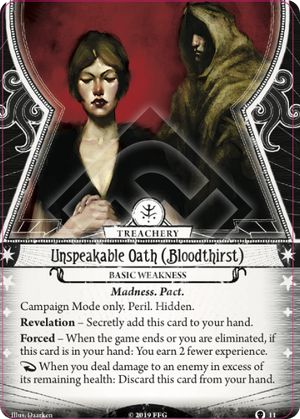 TREACHERY
Unspeakable Oath (Bloodthirst)
BASIC WEAKNESS
Madness. Pact.
Campaign Mode only. Peril. Hidden.
Revelation – Secretly add this card to your hand.
Forced – When the game ends or you are eliminated, if
this card is in your hand: You earn 2 fewer experience.
When you deal damage to an enemy in excess of
its remaining health: Discard this card from your hand.
Illus. Daarken
© 2019 FFG
11